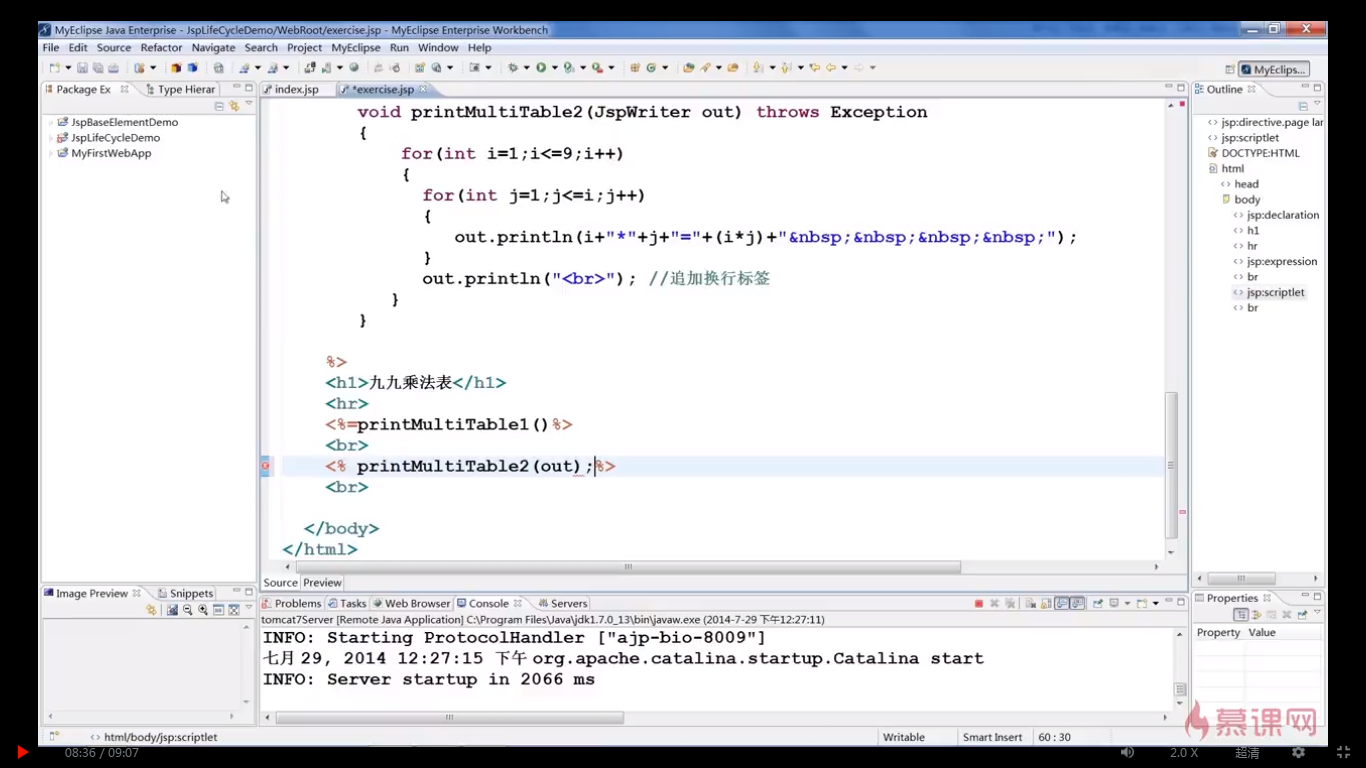 MyEclipse Java Enterprise - JspLifeCycleDemo/WebRoot/exercise.jsp - MyEclipse Enterprise Workbench
File Edit Source Refactor Navigate Search Project MyEclipse Run Window Help
MyEclips...
Package Ex Type Hierar
index.jsp *exercise.jsp
Outline
JspBaseElementDemo
JspLifeCycleDemo
MyFirstWebApp
void printMultiTable2(JspWriter out) throws Exception
{
for(int i=1;i<=9;i++)
{
for(int j=1;j<=i;j++)
{
out.println(i+"*"+j+"="+(i*j)+"&nbsp;&nbsp;&nbsp;&nbsp;");
}
out.println("<br>"); //追加换行标签
}
}
%>
<h1>九九乘法表</h1>
<hr>
<%=printMultiTable1()%>
<br>
<% printMultiTable2(out);%>
<br>
</body>
</html>
Source Preview
jsp:directive.page lar
jsp:scriptlet
DOCTYPE:HTML
html
head
body
jsp:declaration
h1
hr
jsp:expression
br
jsp:scriptlet
br
Image Preview Snippets
Problems Tasks Web Browser Console Servers
tomcat7Server [Remote Java Application] C:\Program Files\Java\jdk1.7.0_13\bin\javaw.exe (2014-7-29 下午12:27:11)
INFO: Starting ProtocolHandler ["ajp-bio-8009"]
七月 29, 2014 12:27:15 下午 org.apache.catalina.startup.Catalina start
INFO: Server startup in 2066 ms
Properties
Property Value
慕课网
html/body/jsp:scriptlet
Writable Smart Insert 60 : 30
08:36 / 09:07
2.0 X 超清